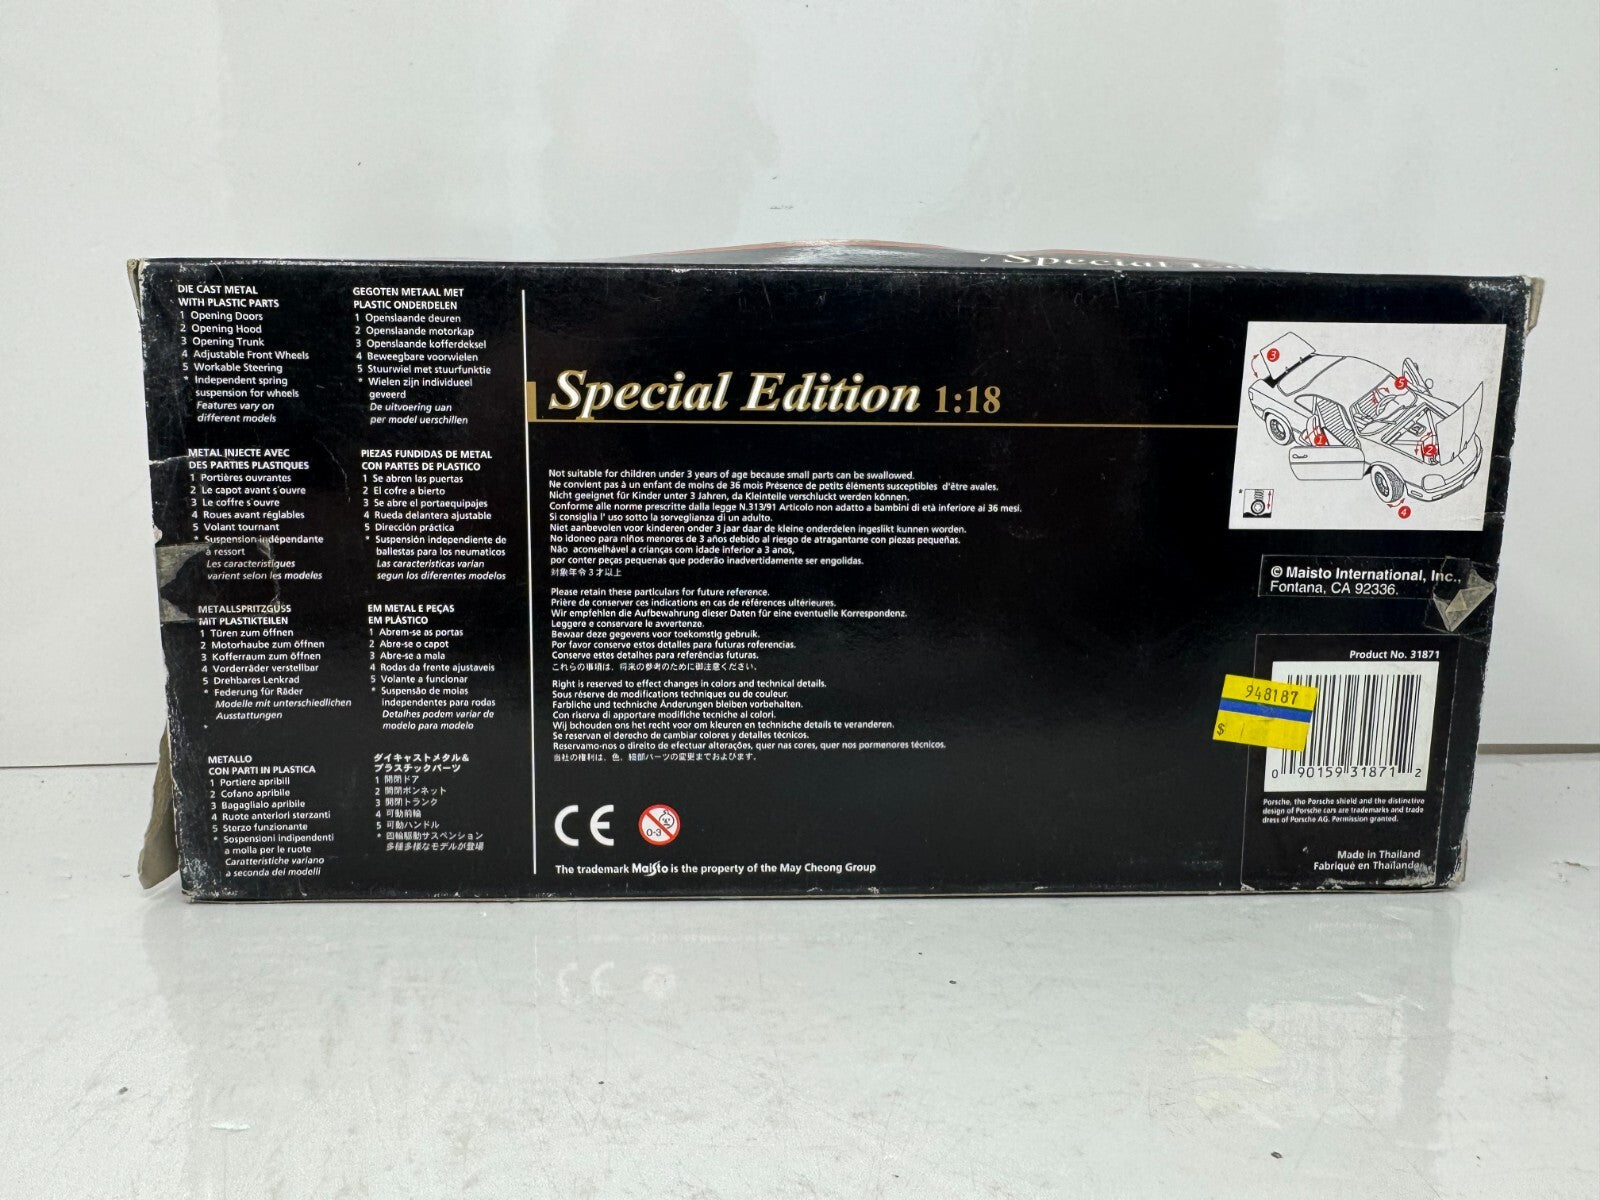 Special
DIE CAST METAL
WITH PLASTIC PARTS
1 Opening Doors
2 Opening Hood
3 Opening Trunk
4 Adjustable Front Wheels
5 Workable Steering
* Independent spring
suspension for wheels
Features vary on
different models
GEGOTEN METAAL MET
PLASTIC ONDERDELEN
1 Openslaande deuren
2 Openslaande motorkap
3 Openslaande kofferdeksel
4 Beweegbare voorwielen
5 Stuurwiel met stuurfunktie
* Wielen zijn individueel
geveerd
De uitvoering uan
per model uerschillen
METAL INJECTE AVEC
DES PARTIES PLASTIQUES
1 Portières ouvrantes
2 Le capot avant s'ouvre
3 Le coffre s'ouvre
4 Roues avant réglables
5 Volant tournant
* Suspension indépendante
à ressort
Les caracteristiques
varient selon les modeles
PIEZAS FUNDIDAS DE METAL
CON PARTES DE PLASTICO
1 Se abren las puertas
2 El cofre a bierto
3 Se abre el portaequipajes
4 Rueda delantera ajustable
5 Dirección práctica
* Suspensión independiente de
ballestas para los neumaticos
Las caracteristicas varian
segun los diferentes modelos
METALLSPRITZGUSS
MIT PLASTIKTEILEN
1 Türen zum öffnen
2 Motorhaube zum öffnen
3 Kofferraum zum öffnen
4 Vorderräder verstellbar
5 Drehbares Lenkrad
* Federung für Räder
Modelle mit unterschiedlichen
Ausstattungen
*
EM METAL E PEÇAS
EM PLÁSTICO
1 Abrem-se as portas
2 Abre-se o capot
3 Abre-se a mala
4 Rodas da frente ajustaveis
5 Volante a funcionar
* Suspensão de molas
independentes para rodas
Detalhes podem variar de
modelo para modelo
METALLO
CON PARTI IN PLASTICA
1 Portiere apribili
2 Cofano apribile
3 Bagagliaio apribile
4 Ruote anteriori sterzanti
5 Sterzo funzionante
* Sospensioni indipendenti
a molla per le ruote
Caratteristiche variano
a seconda dei modelli
ダイキャストメタル&
プラスチックパーツ
1 開閉ドア
2 開閉ボンネット
3 開閉トランク
4 可動前輪
5 可動ハンドル
* 四輪駆動サスペンション
多種多様なモデルが登場
Special Edition 1:18
Not suitable for children under 3 years of age because small parts can be swallowed.
Ne convient pas à un enfant de moins de 36 mois Présence de petits éléments susceptibles d'être avales.
Nicht geeignet für Kinder unter 3 Jahren, da Kleinteile verschluckt werden können.
Conforme alle norme prescritte dalla legge N.313/91 Articolo non adatto a bambini di età inferiore ai 36 mesi.
Si consiglia l' uso sotto la sorveglianza di un adulto.
Niet aanbevolen voor kinderen onder 3 jaar daar de kleine onderdelen ingeslikt kunnen worden.
No idoneo para niños menores de 3 años debido al riesgo de atragantarse con piezas pequeñas.
Não aconselhável a crianças com idade inferior a 3 anos,
por conter peças pequenas que poderão inadvertidamente ser engolidas.
対象年令3才以上
Please retain these particulars for future reference.
Prière de conserver ces indications en cas de références ultérieures.
Wir empfehlen die Aufbewahrung dieser Daten für eine eventuelle Korrespondenz.
Leggere e conservare le avvertenze.
Bewaar deze gegevens voor toekomstig gebruik.
Por favor conserve estos detalles para futuras referencias.
Conserve estes detalhes para referências futuras.
これらの事項は、将来の参考のために御注意ください。
Right is reserved to effect changes in colors and technical details.
Sous réserve de modifications techniques ou de couleur.
Farbliche und technische Änderungen bleiben vorbehalten.
Con riserva di apportare modifiche tecniche ai colori.
Wij bchouden ons het recht voor om kleuren en technische details te veranderen.
Se reservan el derecho de cambiar colores y detalles técnicos.
Reservamo-nos o direito de efectuar alterações, quer nas cores, quer nos pormenores técnicos.
当社の権利は、色、細部パーツの変更までおよびます。
CE
0-3
The trademark Maisto is the property of the May Cheong Group
3
5
1
2
4
*
© Maisto International, Inc.,
Fontana, CA 92336.
Product No. 31871
948187
$
0 90159 31871 2
Porsche, the Porsche shield and the distinctive
design of Porsche cars are trademarks and trade
dress of Porsche AG. Permission granted.
Made in Thailand
Fabriqué en Thailande